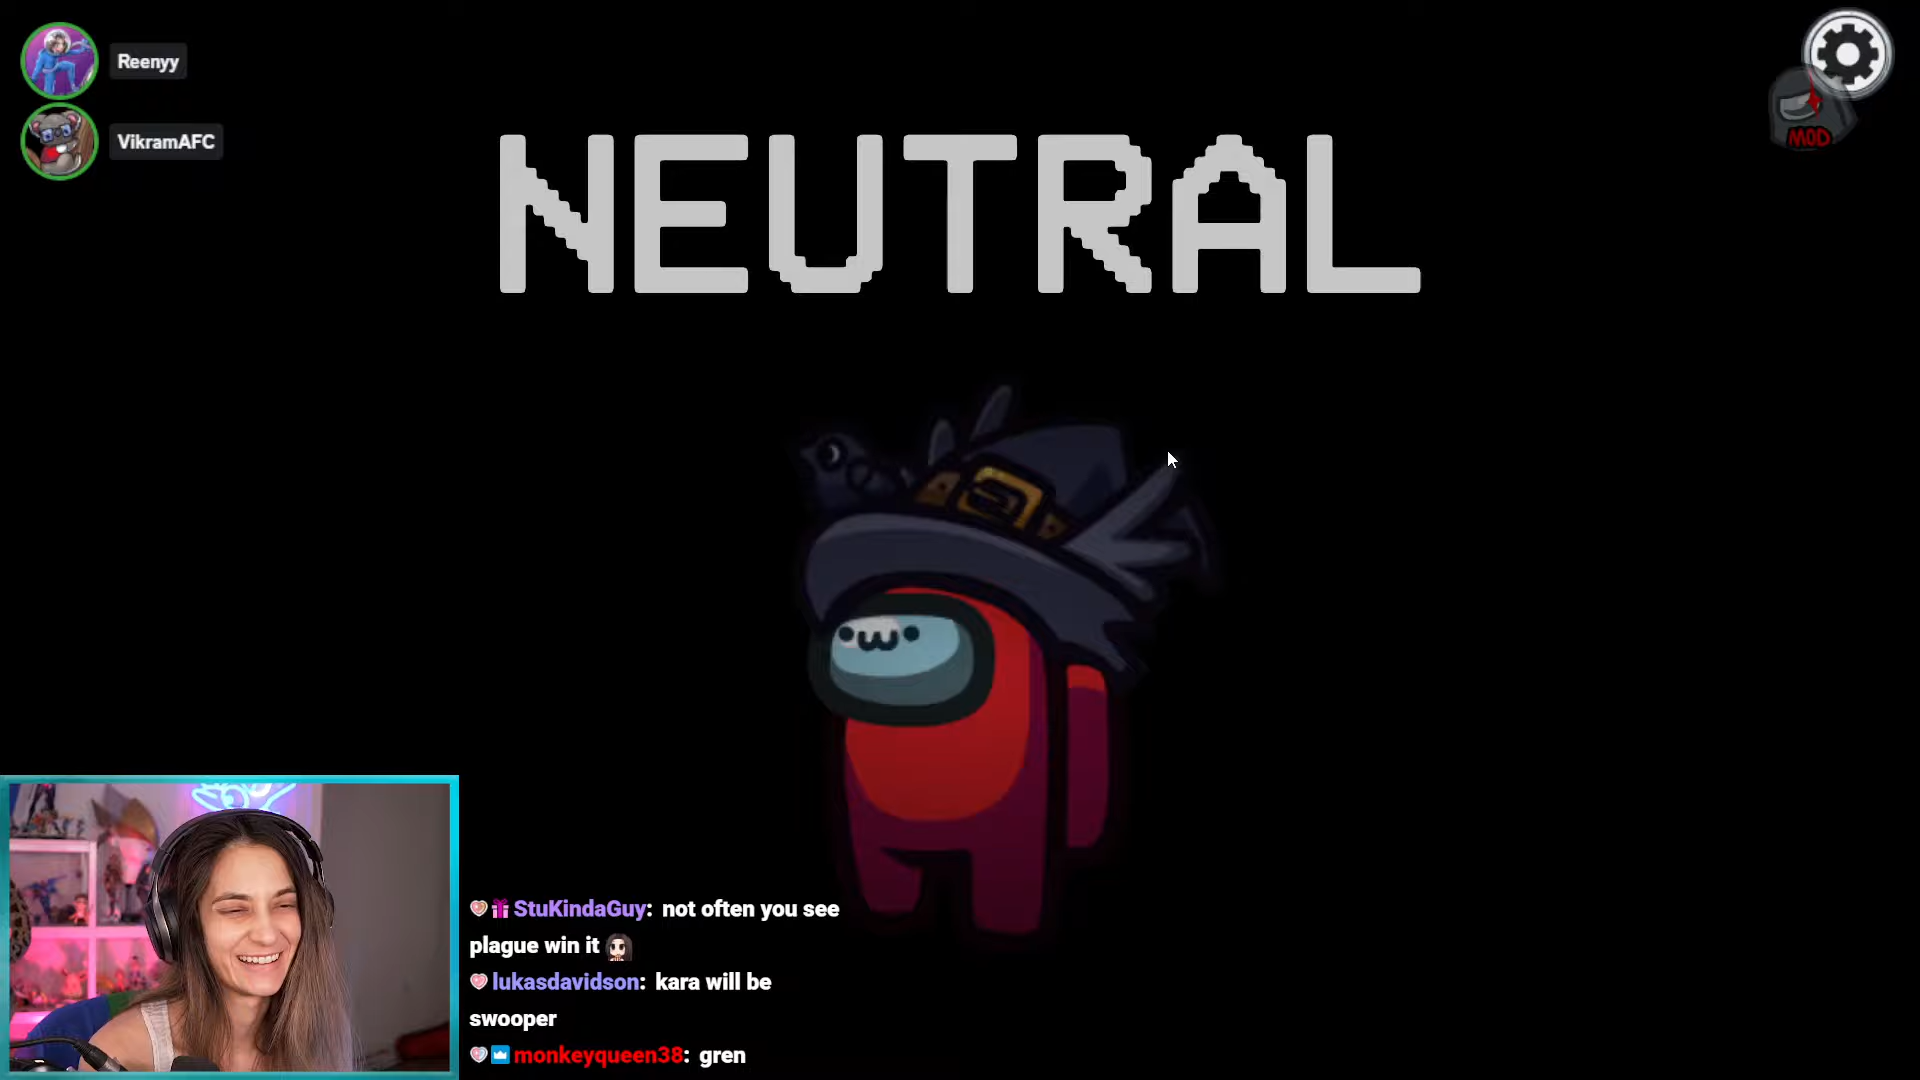 Reenyy
VikramAFC
MOD
NEUTRAL
StuKindaGuy: not often you see
plague win it
lukasdavidson: kara will be
swooper
monkeyqueen38: gren